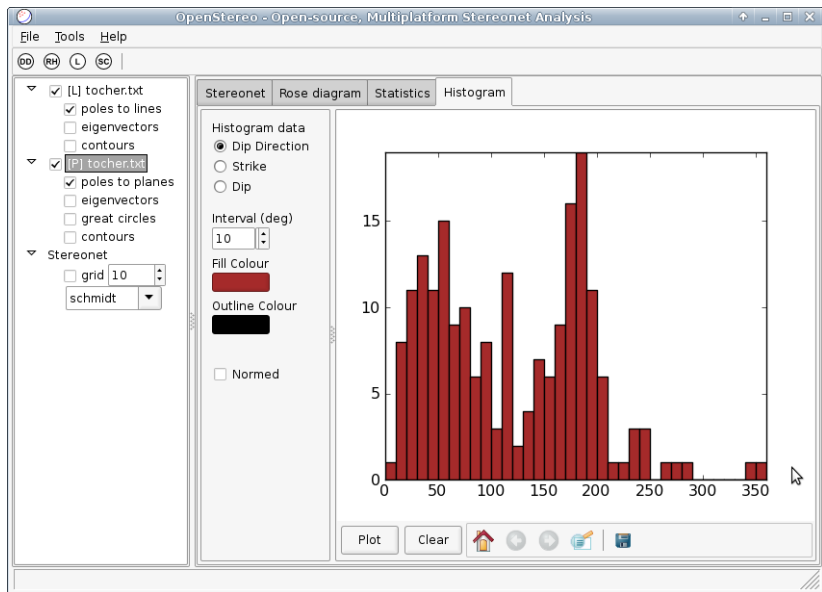 OpenStereo - Open-source, Multiplatform Stereonet Analysis
File Tools Help
DD RH L SC
[L] tocher.txt
poles to lines
eigenvectors
contours
[P] tocher.txt
poles to planes
eigenvectors
great circles
contours
Stereonet
grid 10
schmidt
Stereonet Rose diagram Statistics Histogram
Histogram data
Dip Direction
Strike
Dip
Interval (deg)
10
Fill Colour
Outline Colour
Normed
15
10
5
0
0 50 100 150 200 250 300 350
Plot Clear